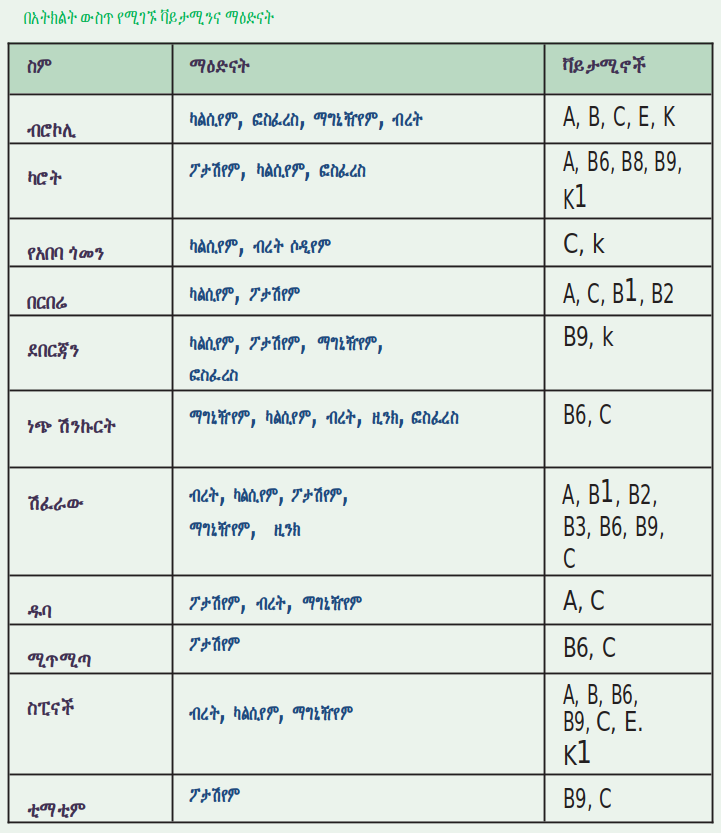 በአትክልት ውስጥ የሚገኙ ቫይታሚንና ማዕድናት
ስም ማዕድናት ቫይታሚኖች
ብሮኮሊ ካልሲየም, ፎስፈረስ, ማግኒዥየም, ብረት A, B, C, E, K
ካሮት ፖታሽየም, ካልሲየም, ፎስፈረስ A, B6, B8, B9,
K1
የአበባ ጎመን ካልሲየም, ብረት ሶዲየም C, k
በርበሬ ካልሲየም, ፖታሽየም A, C, B1, B2
ደበርጃን ካልሲየም, ፖታሽየም, ማግኒዥየም, B9, k
ፎስፈረስ
ነጭ ሽንኩርት ማግኒዥየም, ካልሲየም, ብረት, ዚንክ, ፎስፈረስ B6, C
ሽፈራው ብረት, ካልሲየም, ፖታሽየም, A, B1, B2,
ማግኒዥየም, ዚንክ B3, B6, B9,
C
ዱባ ፖታሽየም, ብረት, ማግኒዥየም A, C
ሚጥሚጣ ፖታሽየም B6, C
ስፒናች ብረት, ካልሲየም, ማግኒዥየም A, B, B6,
B9, C, E.
K1
ቲማቲም ፖታሽየም B9, C